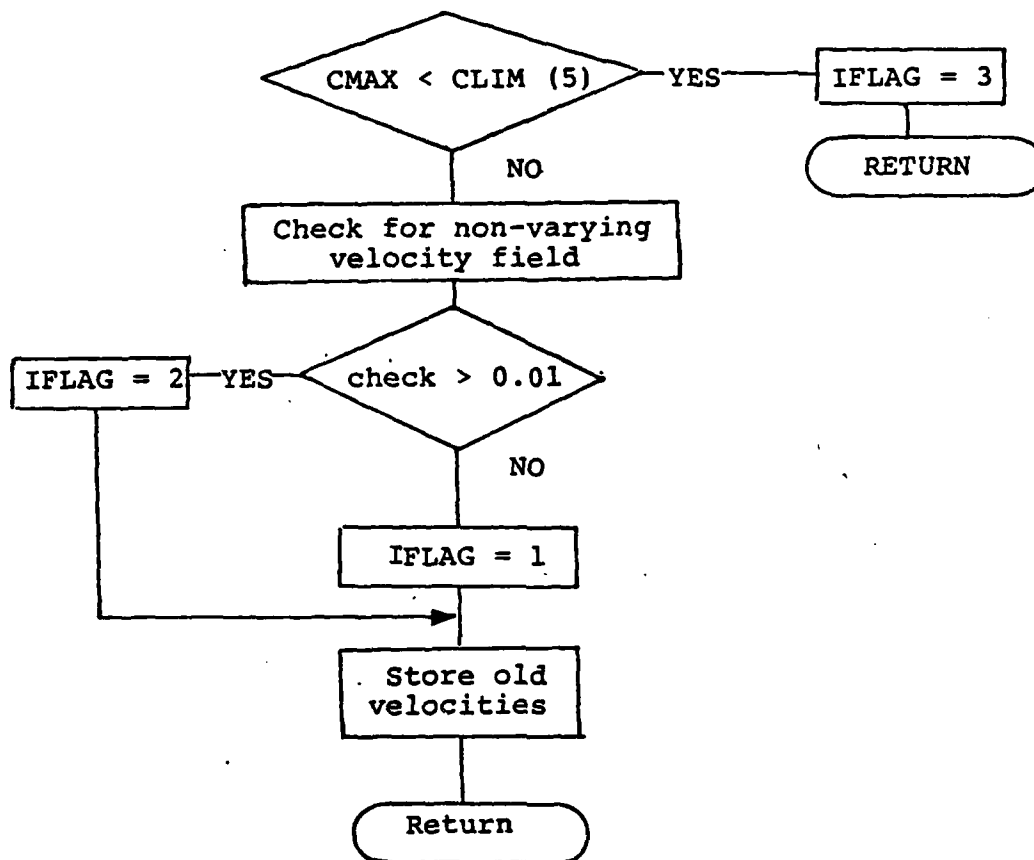 CMAX < CLIM (5)
YES
IFLAG = 3
RETURN
NO
Check for non-varying
velocity field
check > 0.01
YES
IFLAG = 2
NO
IFLAG = 1
Store old
velocities
Return